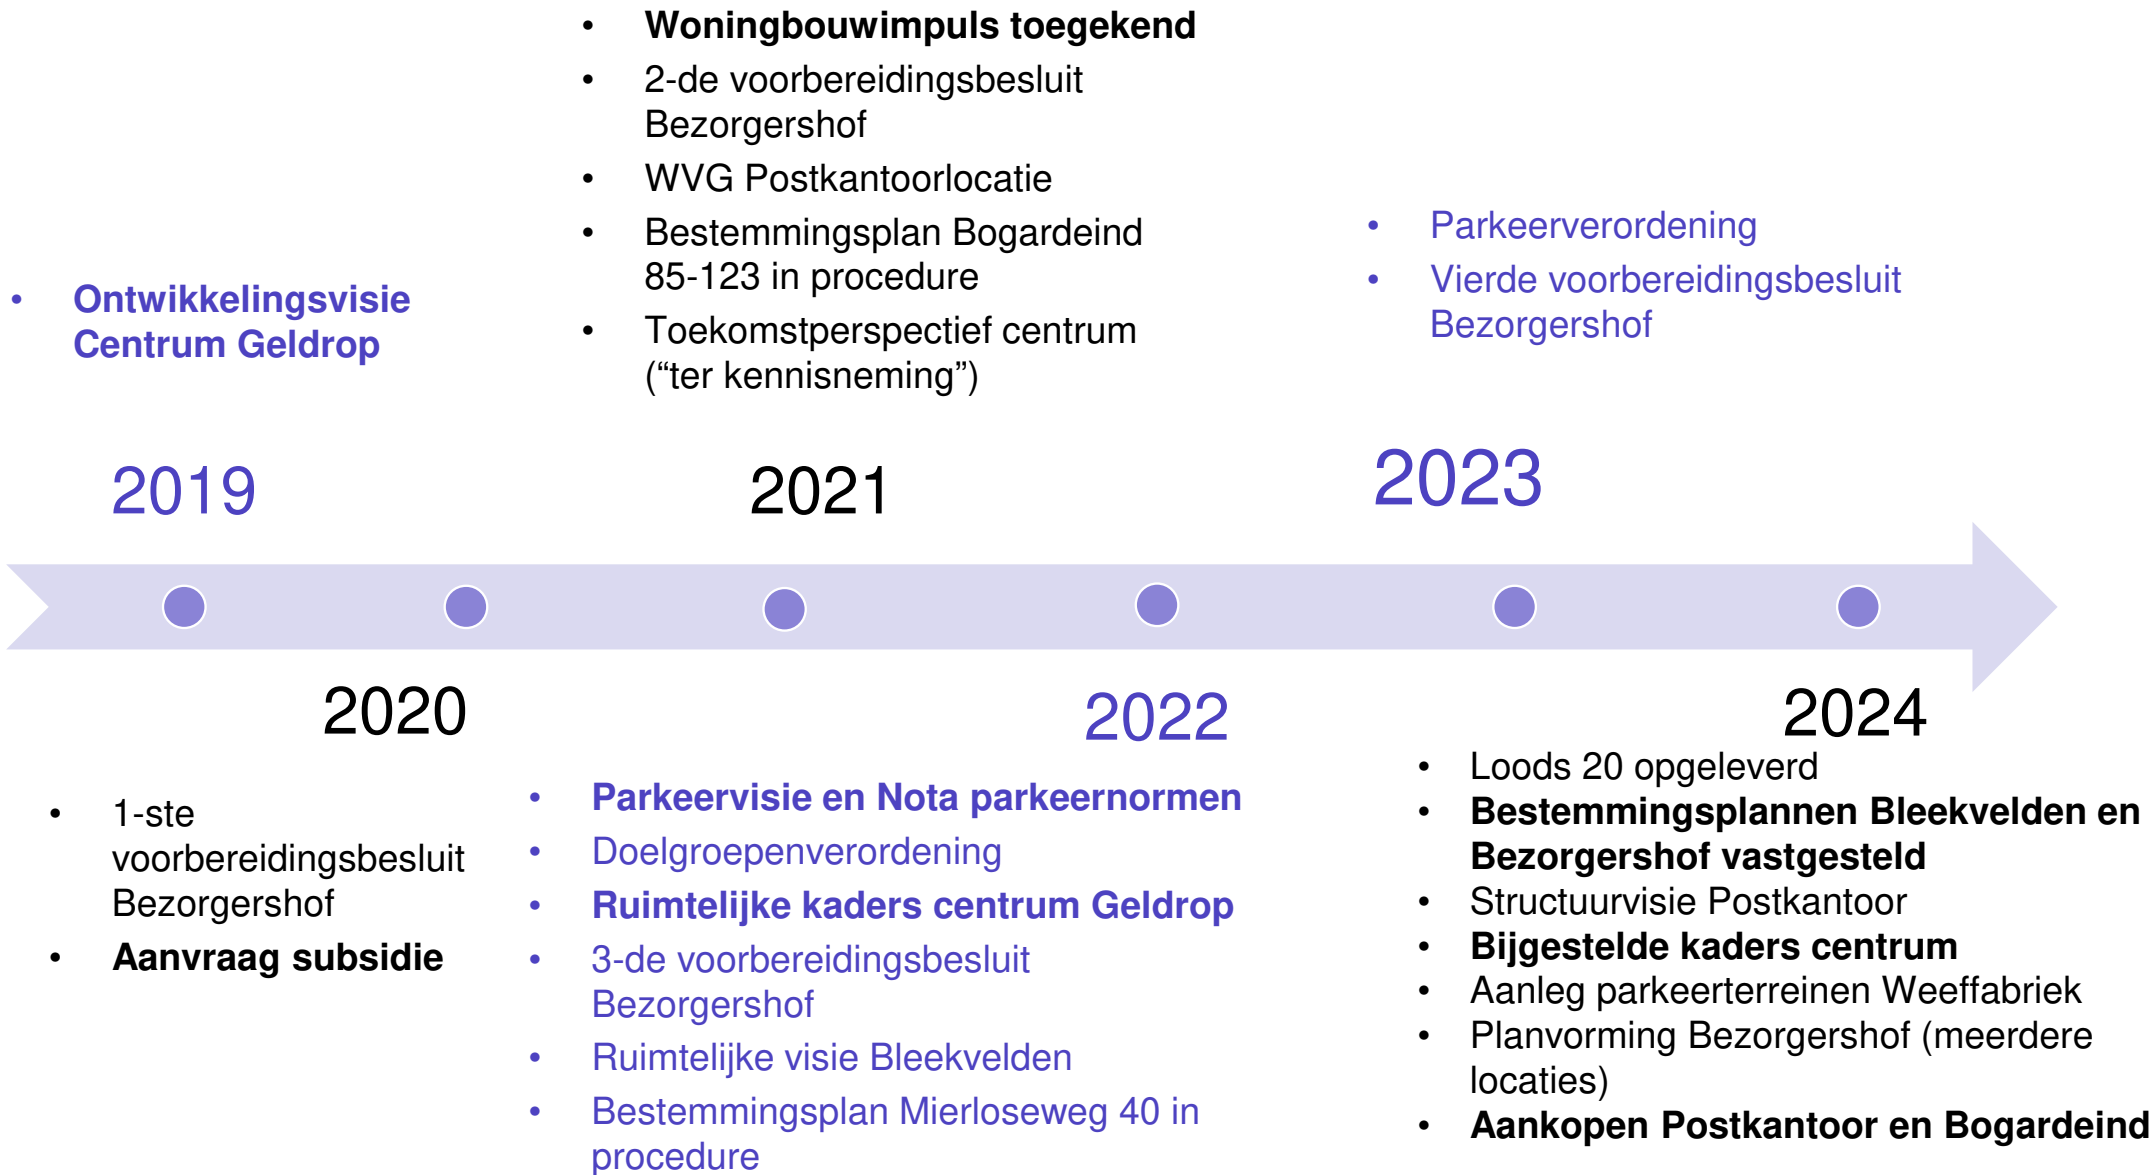 • Ontwikkelingsvisie
Centrum Geldrop
2019
2020
• 1-ste
voorbereidingsbesluit
Bezorgershof
• Aanvraag subsidie
• Woningbouwimpuls toegekend
• 2-de voorbereidingsbesluit
Bezorgershof
• WVG Postkantoorlocatie
• Bestemmingsplan Bogardeind
85-123 in procedure
• Toekomstperspectief centrum
(“ter kennisneming”)
2021
2022
• Parkeervisie en Nota parkeernormen
• Doelgroepenverordening
• Ruimtelijke kaders centrum Geldrop
• 3-de voorbereidingsbesluit
Bezorgershof
• Ruimtelijke visie Bleekvelden
• Bestemmingsplan Mierloseweg 40 in
procedure
• Parkeerverordening
• Vierde voorbereidingsbesluit
Bezorgershof
2023
2024
• Loods 20 opgeleverd
• Bestemmingsplannen Bleekvelden en
Bezorgershof vastgesteld
• Structuurvisie Postkantoor
• Bijgestelde kaders centrum
• Aanleg parkeerterreinen Weeffabriek
• Planvorming Bezorgershof (meerdere
locaties)
• Aankopen Postkantoor en Bogardeind